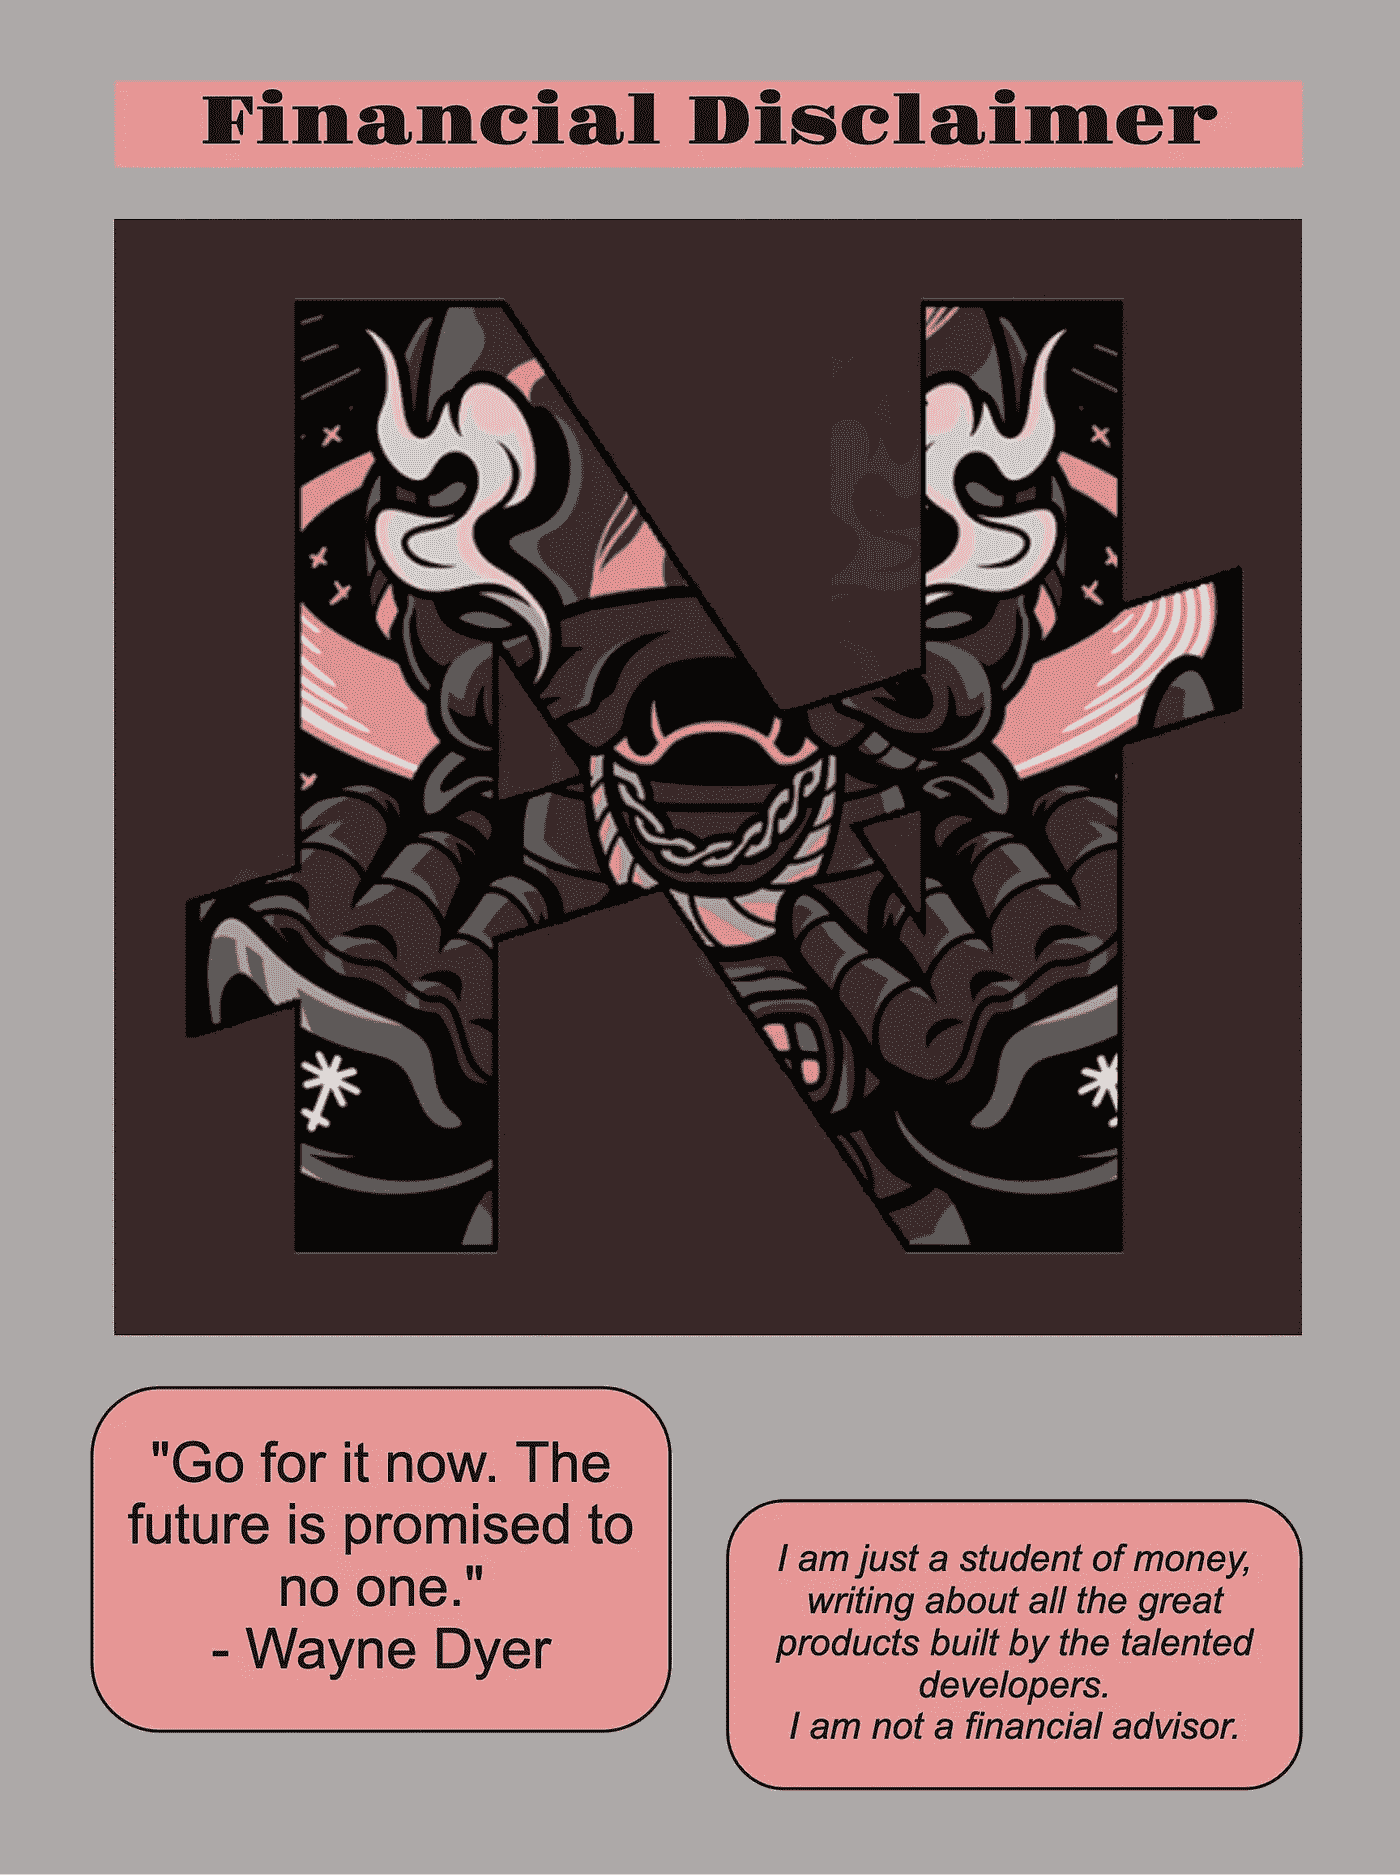 Financial Disclaimer
"Go for it now. The
future is promised to
no one."
- Wayne Dyer
I am just a student of money,
writing about all the great
products built by the talented
developers.
I am not a financial advisor.